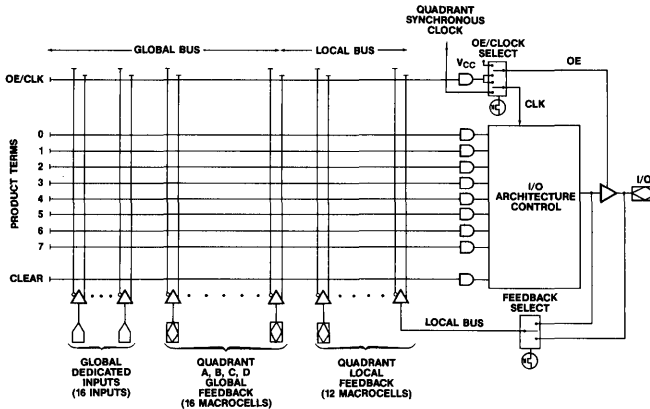 QUADRANT
SYNCHRONOUS
CLOCK
OE/CLOCK
SELECT
GLOBAL BUS
LOCAL BUS
OE/CLK
VCC
OE
CLK
PRODUCT TERMS
0
1
2
3
4
5
6
7
I/O
ARCHITECTURE
CONTROL
I/O
CLEAR
FEEDBACK
SELECT
LOCAL BUS
GLOBAL
DEDICATED
INPUTS
(16 INPUTS)
QUADRANT
A, B, C, D
GLOBAL
FEEDBACK
(16 MACROCELLS)
QUADRANT
LOCAL
FEEDBACK
(12 MACROCELLS)